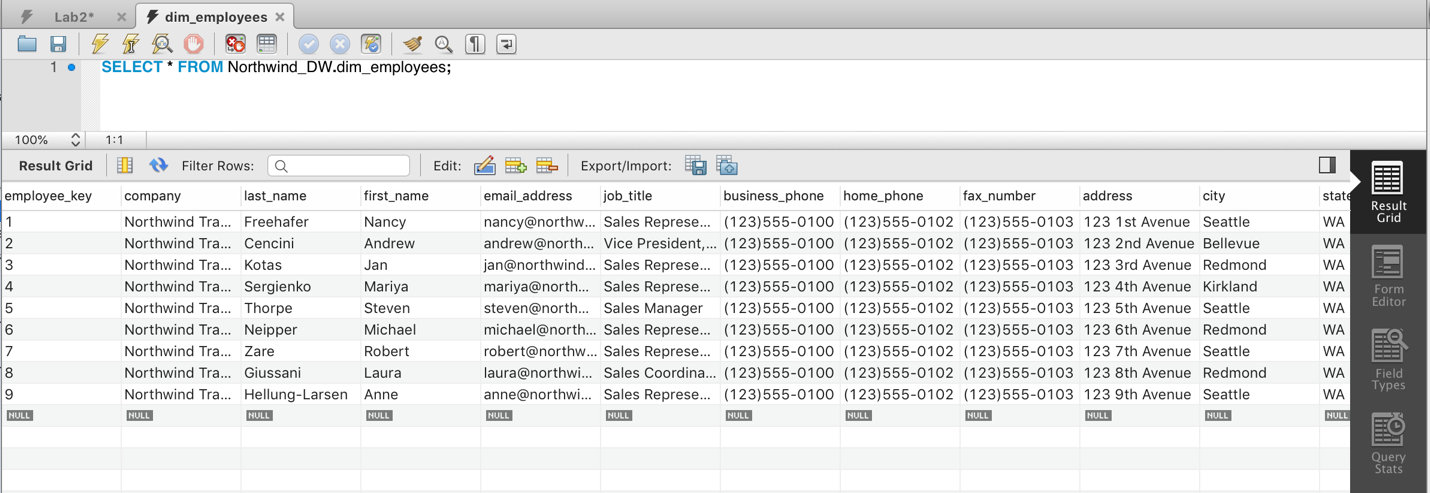 Lab2* dim_employees
1 SELECT * FROM Northwind_DW.dim_employees;
100% 1:1
Result Grid Filter Rows: Edit: Export/Import:
employee_key company last_name first_name email_address job_title business_phone home_phone fax_number address city state
1 Northwind Tra... Freehafer Nancy nancy@northw... Sales Represe... (123)555-0100 (123)555-0102 (123)555-0103 123 1st Avenue Seattle WA
2 Northwind Tra... Cencini Andrew andrew@north... Vice President,... (123)555-0100 (123)555-0102 (123)555-0103 123 2nd Avenue Bellevue WA
3 Northwind Tra... Kotas Jan jan@northwind... Sales Represe... (123)555-0100 (123)555-0102 (123)555-0103 123 3rd Avenue Redmond WA
4 Northwind Tra... Sergienko Mariya mariya@northw... Sales Represe... (123)555-0100 (123)555-0102 (123)555-0103 123 4th Avenue Kirkland WA
5 Northwind Tra... Thorpe Steven steven@north... Sales Manager (123)555-0100 (123)555-0102 (123)555-0103 123 5th Avenue Seattle WA
6 Northwind Tra... Neipper Michael michael@north... Sales Represe... (123)555-0100 (123)555-0102 (123)555-0103 123 6th Avenue Redmond WA
7 Northwind Tra... Zare Robert robert@northw... Sales Represe... (123)555-0100 (123)555-0102 (123)555-0103 123 7th Avenue Seattle WA
8 Northwind Tra... Giussani Laura laura@northwi... Sales Coordina... (123)555-0100 (123)555-0102 (123)555-0103 123 8th Avenue Redmond WA
9 Northwind Tra... Hellung-Larsen Anne anne@northwi... Sales Represe... (123)555-0100 (123)555-0102 (123)555-0103 123 9th Avenue Seattle WA
NULL NULL NULL NULL NULL NULL NULL NULL NULL NULL NULL NULL
Result
Grid
Form
Editor
Field
Types
Query
Stats